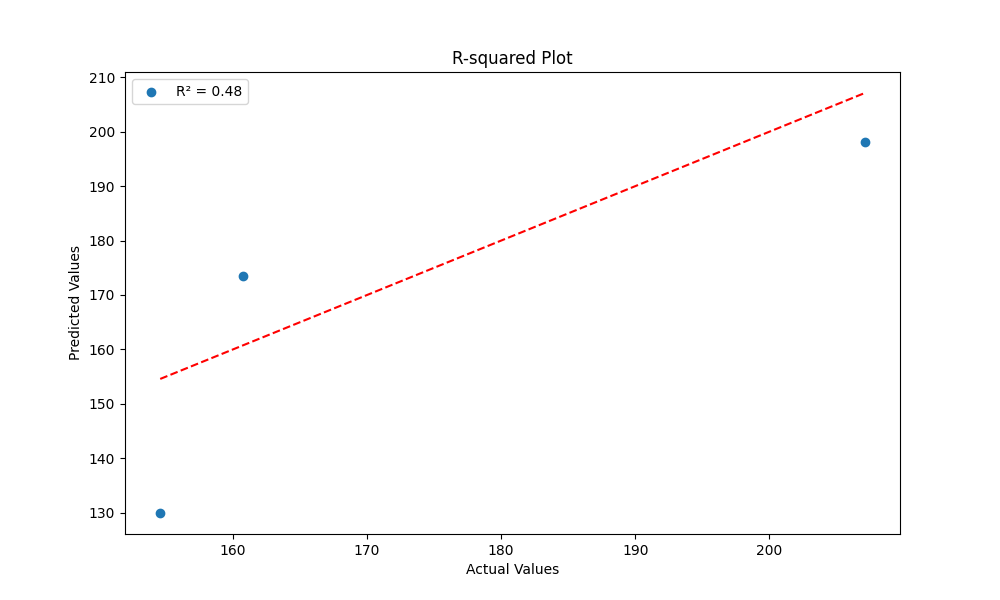 R-squared Plot
R² = 0.48
210
200
190
180
170
160
150
140
130
Predicted Values
160 170 180 190 200
Actual Values